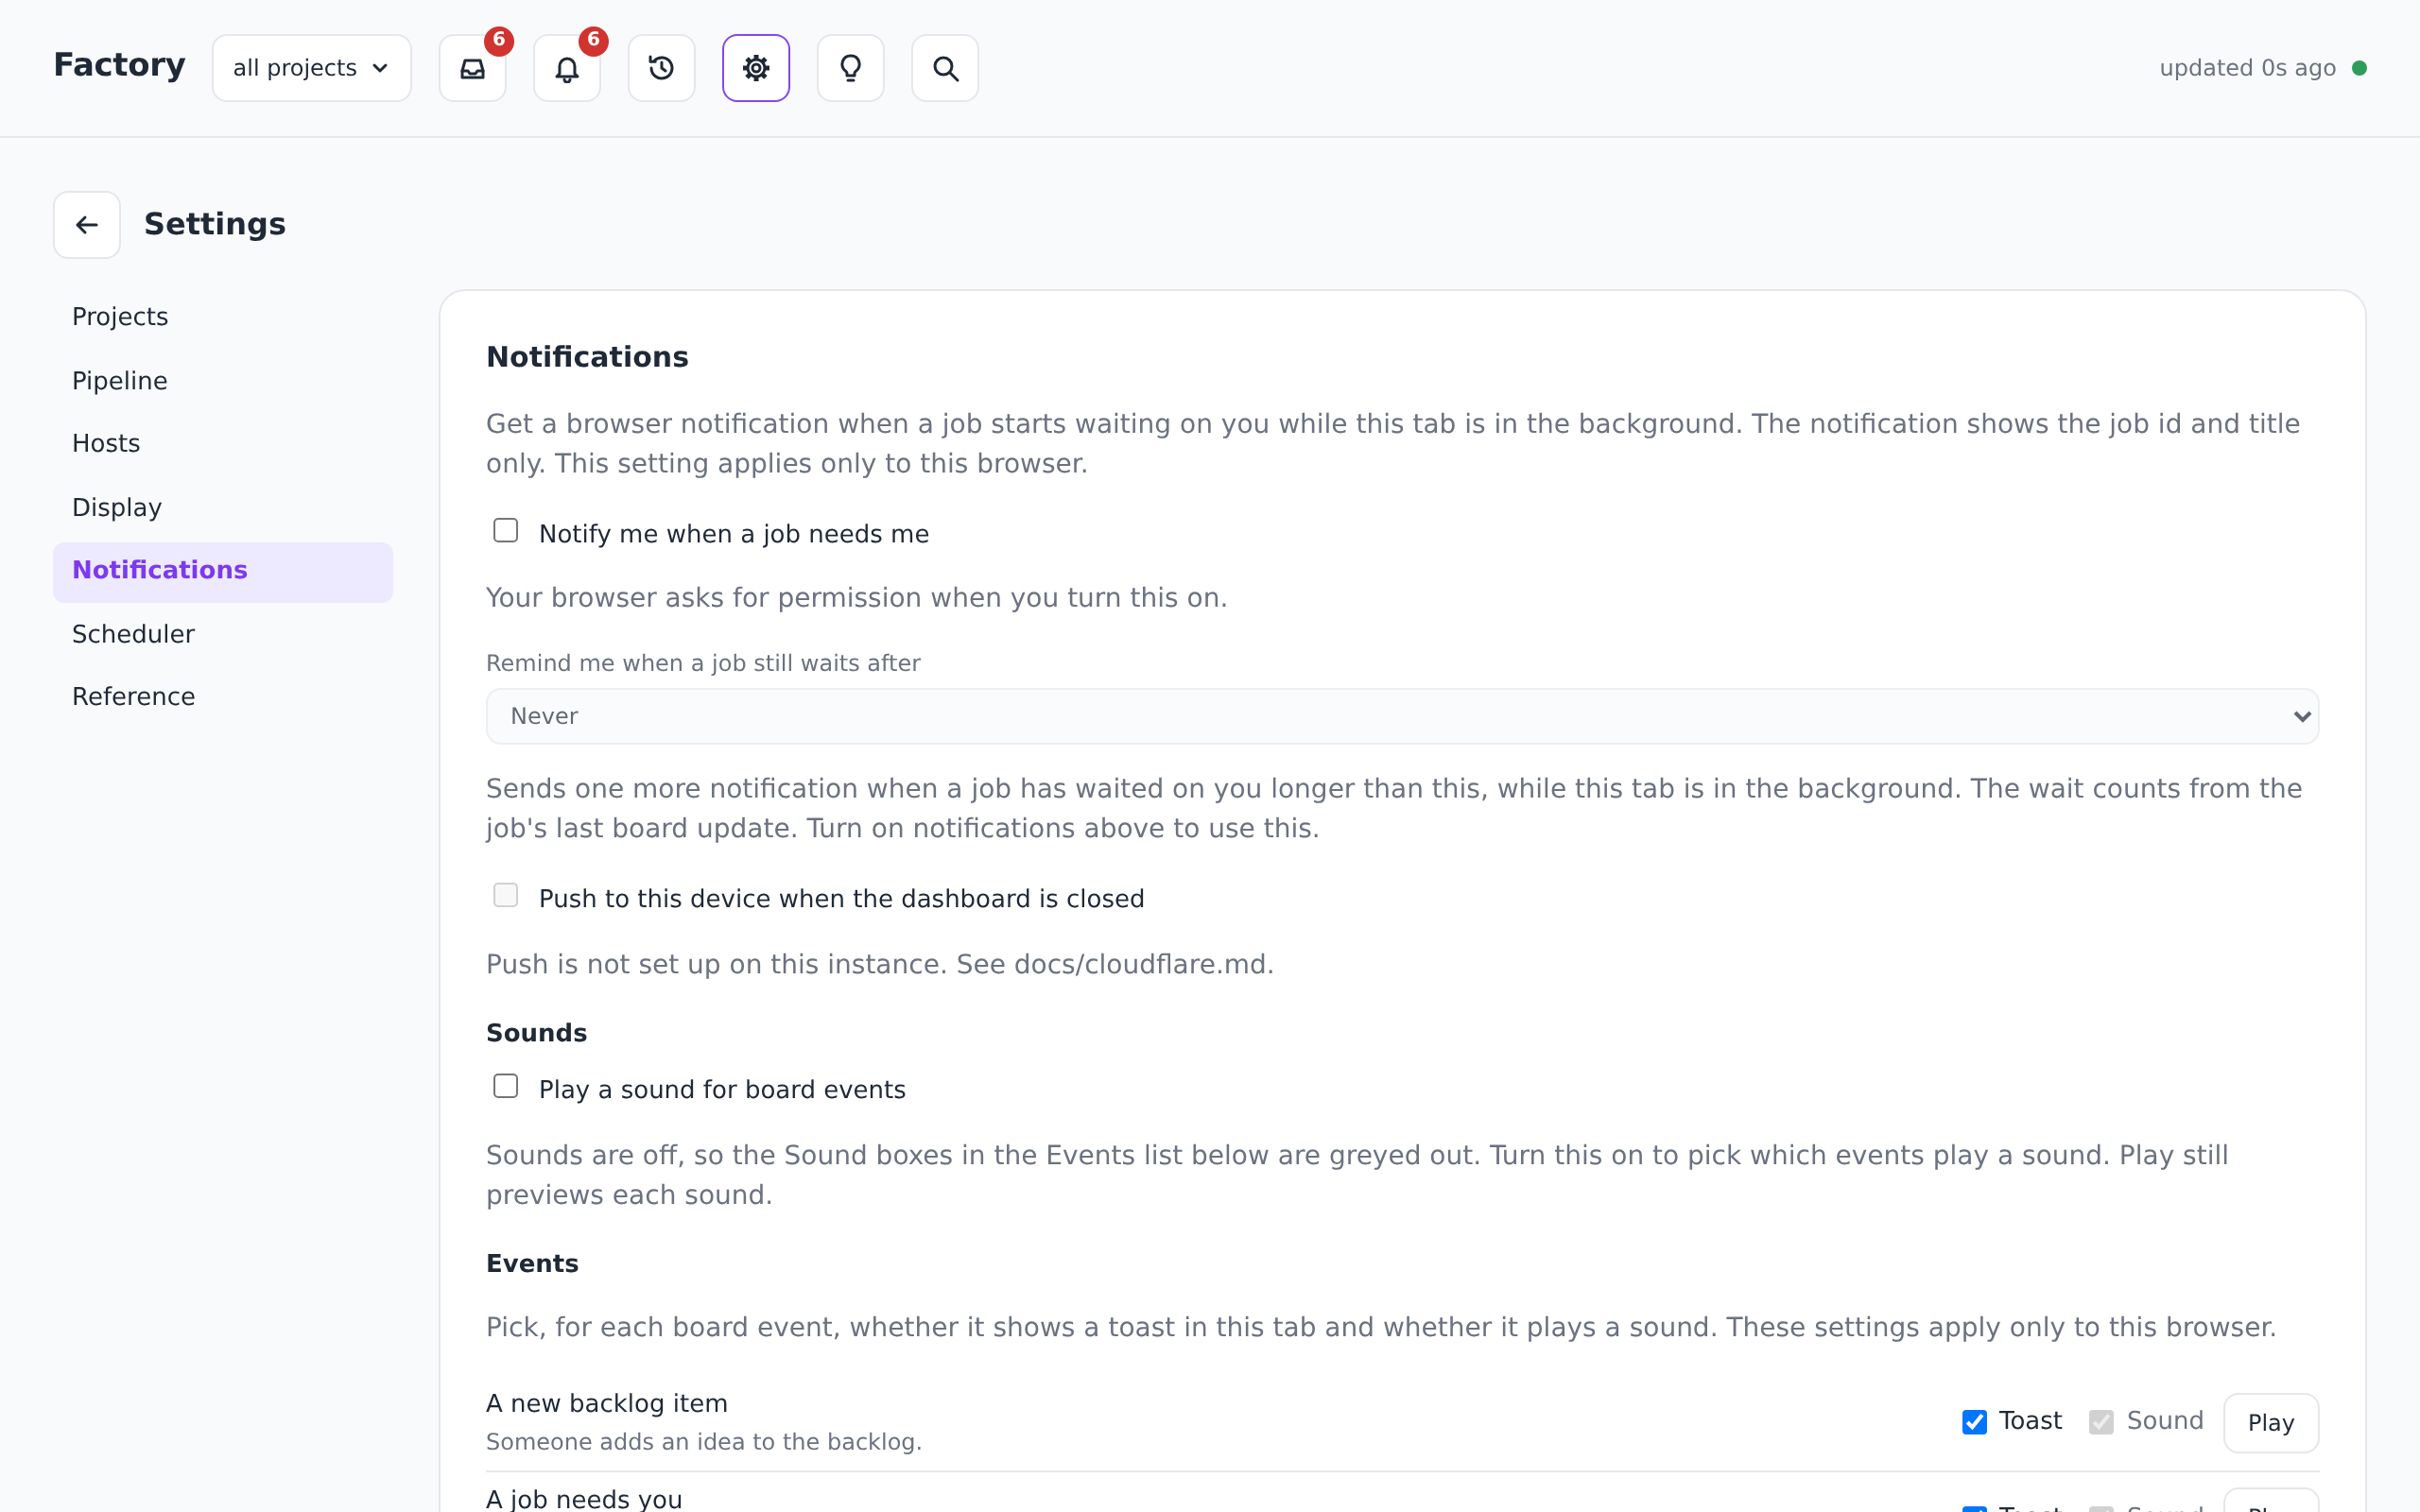 Factory
all projects
6
6
updated 0s ago
Settings
Projects
Pipeline
Hosts
Display
Notifications
Scheduler
Reference
Notifications
Get a browser notification when a job starts waiting on you while this tab is in the background. The notification shows the job id and title
only. This setting applies only to this browser.
Notify me when a job needs me
Your browser asks for permission when you turn this on.
Remind me when a job still waits after
Never
Sends one more notification when a job has waited on you longer than this, while this tab is in the background. The wait counts from the
job's last board update. Turn on notifications above to use this.
Push to this device when the dashboard is closed
Push is not set up on this instance. See docs/cloudflare.md.
Sounds
Play a sound for board events
Sounds are off, so the Sound boxes in the Events list below are greyed out. Turn this on to pick which events play a sound. Play still
previews each sound.
Events
Pick, for each board event, whether it shows a toast in this tab and whether it plays a sound. These settings apply only to this browser.
A new backlog item
Someone adds an idea to the backlog.
Toast Sound Play
A job needs you
Toast Sound Play